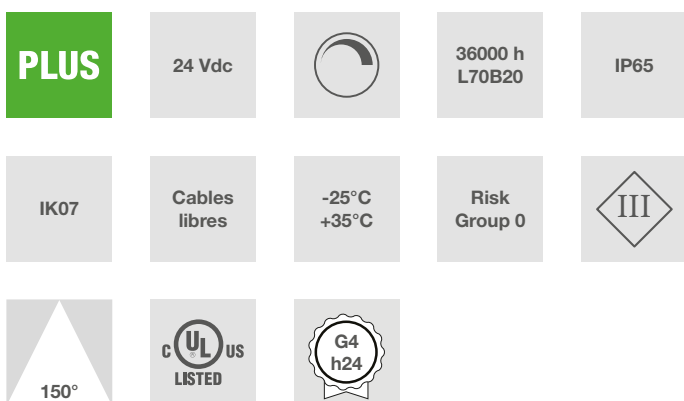 PLUS
24 Vdc
36000 h
L70B20
IP65
IK07
Cables
libres
-25°C
+35°C
Risk
Group 0
III
150°
C UL® US
LISTED
G4
h24